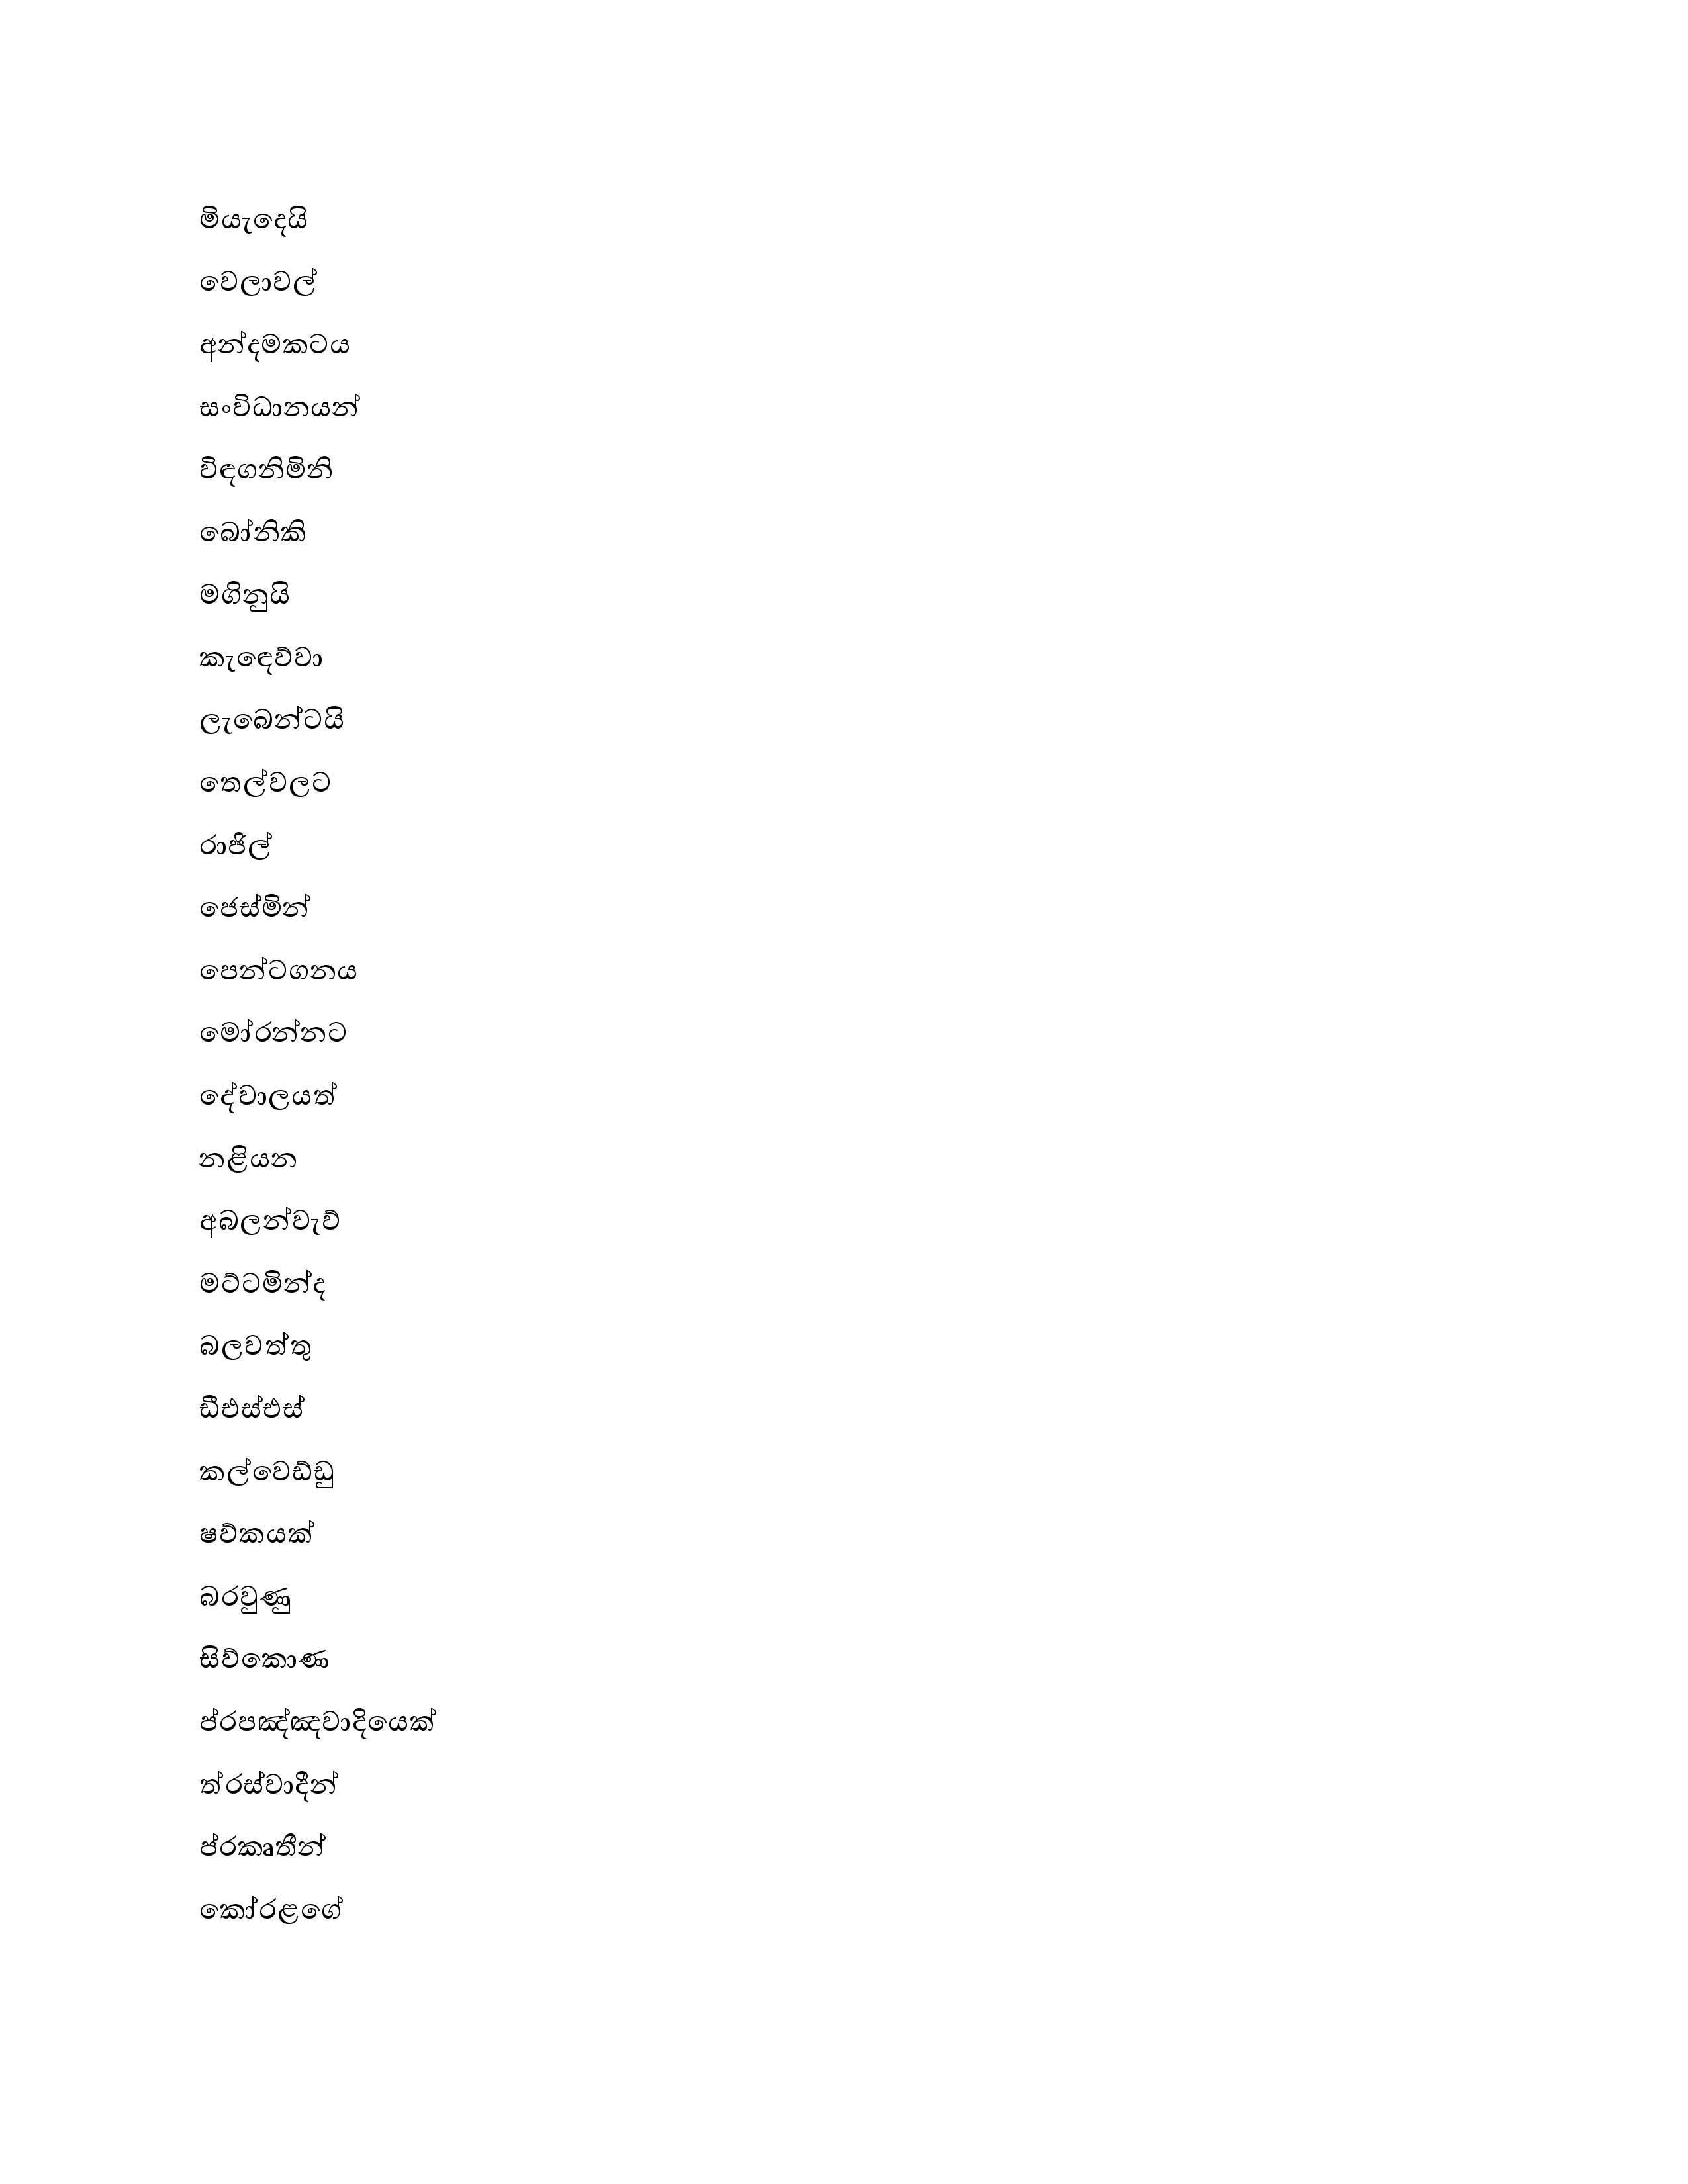 මියැදෙයි
වෙලාවල්
අන්දමකටය
සංවිධානයන්
විඳගනිමිනි
බෝනිකි
මගිනුයි
කැඳෙව්වා
ලැබෙන්ටයි
තෙල්වලට
රාජිල්
ජෙස්මින්
පෙන්ටගනය
මෝරන්නට
දේවාලයත්
නළියන
අබලන්වැව්
මට්ටමින්ද
බලවත්තු
ඩීඑස්එස්
කල්වෙඩ්ඩු
ෂව්කයක්
බරවුණු
සිව්කොණ
ප්රපඤ්ඤවාදියෙක්
ත්රස්වාදීන්
ප්රකෘතීන්
කෝරළගේ